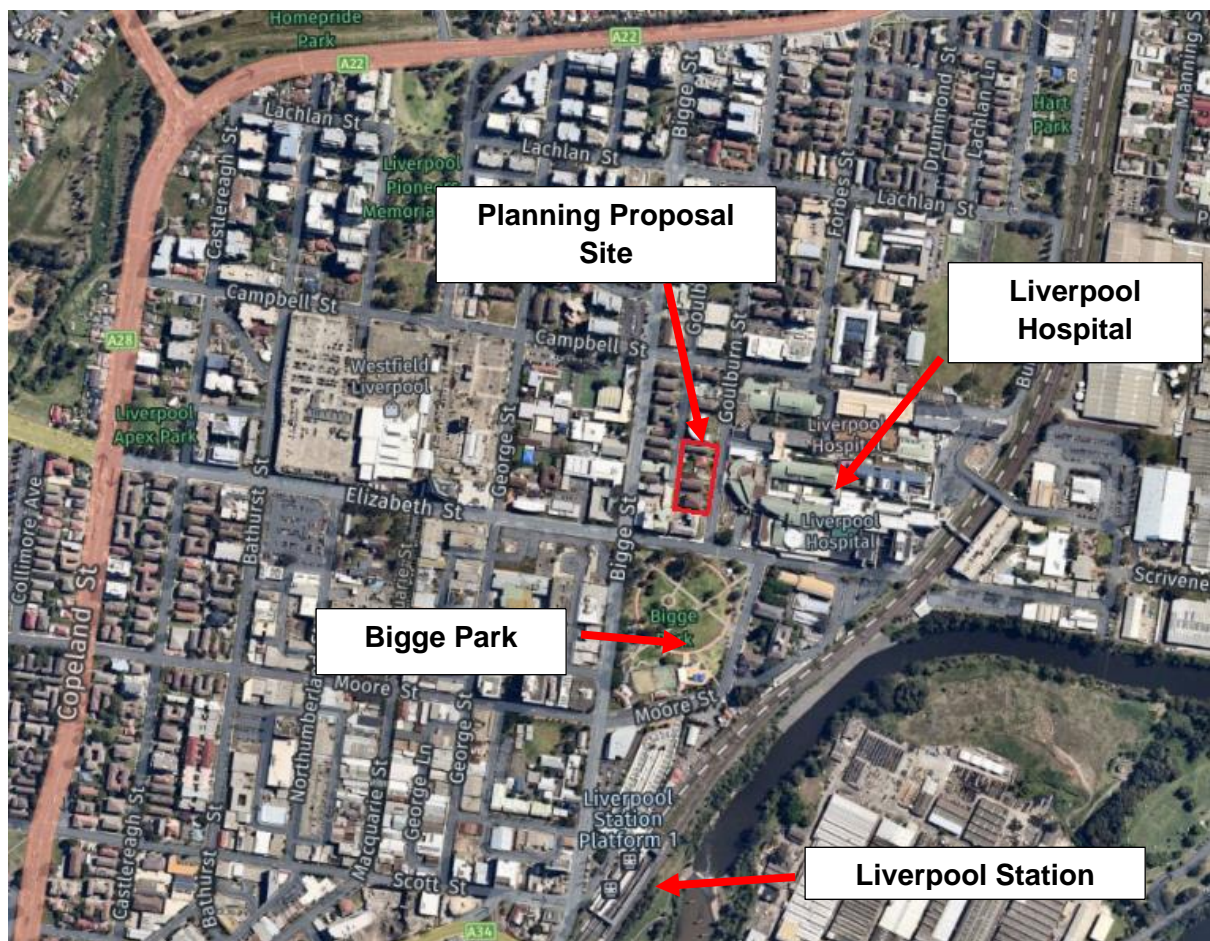 Homepride
Park
A22
A22
Bigge St
Manning S
Lachlan St
Castlereagh St
Liverpool
Pioneers
Memorial
Lachlan St
Drummond St
Lachlan Ln
Hart
Park
Forbes St
Lachlan St
Planning Proposal
Site
Liverpool
Hospital
Campbell St
Campbell St
Goulburn St
A28
Westfield
Liverpool
George St
Liverpool
Apex Park
Liverpool
Hospital
Liverpool
Hospital
Elizabeth St
Bathurst St
Collimore Ave
Bigge St
Scrivene
Bigge Park
Bigge
Copeland St
Moore St
Moore St
Northumberla
George St
George Ln
Macquarie St
Castlereagh St
Bathurst St
Liverpool
Station
Platform 1
Scott St
Liverpool Station
A34